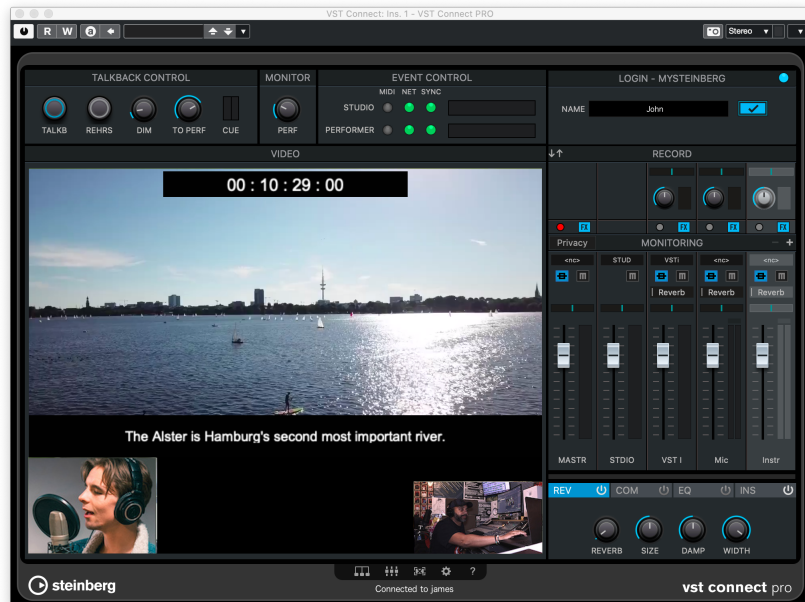 VST Connect: Ins. 1 - VST Connect PRO
R W a Stereo
TALKBACK CONTROL
TALKB REHRS DIM TO PERF CUE
MONITOR
PERF
EVENT CONTROL
MIDI NET SYNC
STUDIO
PERFORMER
LOGIN - MYSTEINBERG
NAME John
VIDEO
00 : 10 : 29 : 00
The Alster is Hamburg's second most important river.
RECORD
FX FX FX FX
Privacy MONITORING
<nc> STUD VSTi <nc> <nc>
m m m m m
Reverb Reverb Reverb
MASTR STDIO VST I Mic Instr
REV COM EQ INS
REVERB SIZE DAMP WIDTH
?
steinberg
Connected to james
vst connect pro